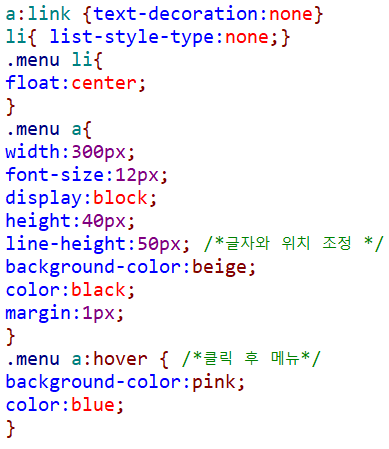 a:link {text-decoration:none}
li{ list-style-type:none;}
.menu li{
float:center;
}
.menu a{
width:300px;
font-size:12px;
display:block;
height:40px;
line-height:50px; /*글자와 위치 조정 */
background-color:beige;
color:black;
margin:1px;
}
.menu a:hover { /*클릭 후 메뉴*/
background-color:pink;
color:blue;
}